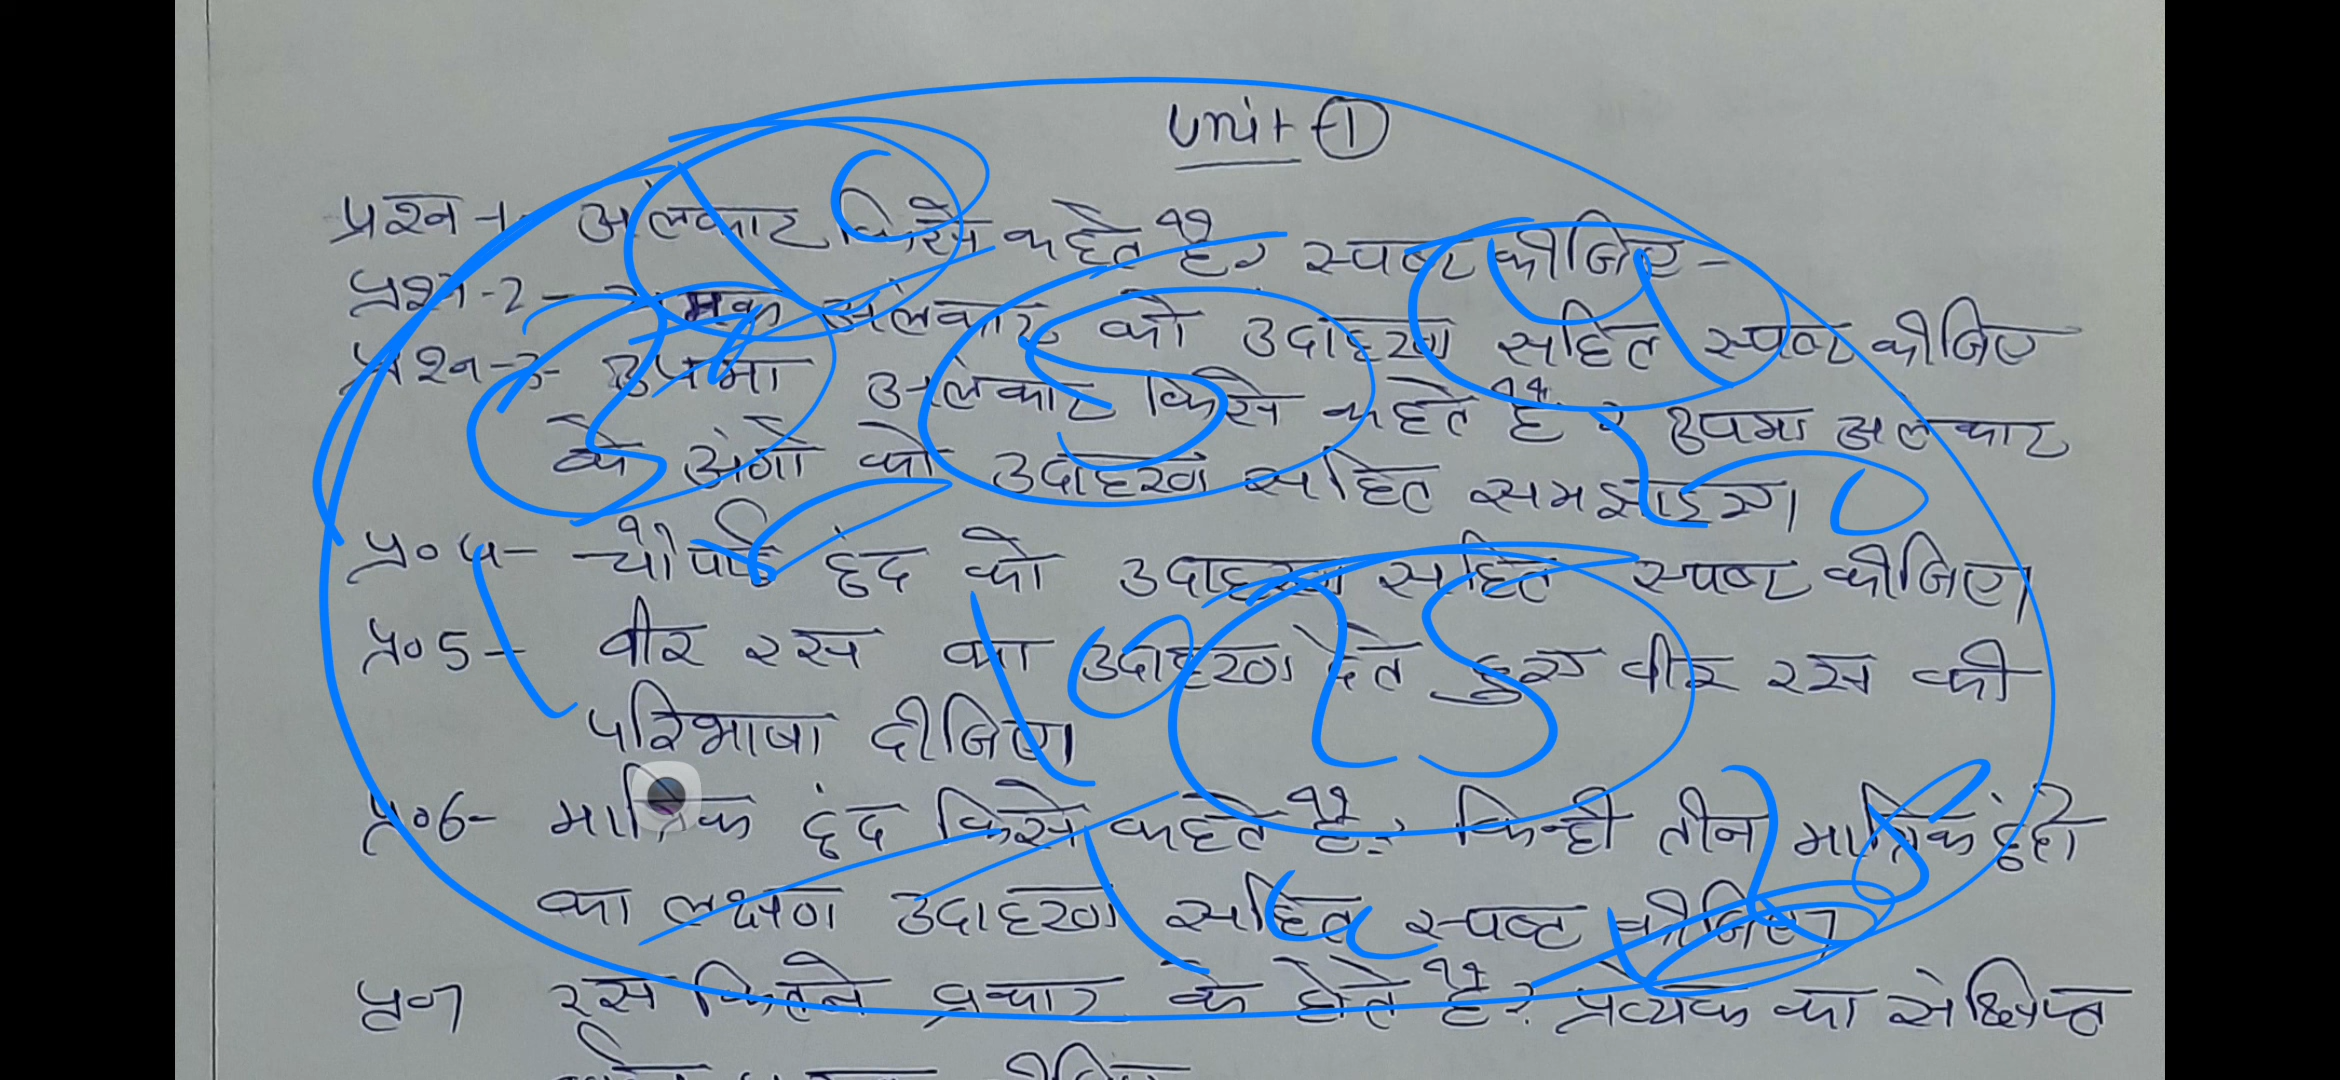 Unit-①
प्रश्न-1- अलंकार किसे कहते हैं? स्पष्ट कीजिए-
प्रश्न-2- यमक अलंकार को उदाहरण सहित स्पष्ट कीजिए
प्रश्न-3- उपमा अलंकार किसे कहते हैं? उपमा अलंकार
के अंगो को उदाहरण सहित समझाइए।
प्र०4- चौपाई छंद को उदाहरण सहित स्पष्ट कीजिए।
प्र०5- वीर रस का उदाहरण देते हुए वीर रस की
परिभाषा दीजिए।
प्र०6- मात्रिक छंद किसे कहते हैं? किन्ही तीन मात्रिक छंदो
का लक्षण उदाहरण सहित स्पष्ट कीजिए।
प्र०7 रस कितने प्रकार के होते हैं? प्रत्येक का संक्षिप्त